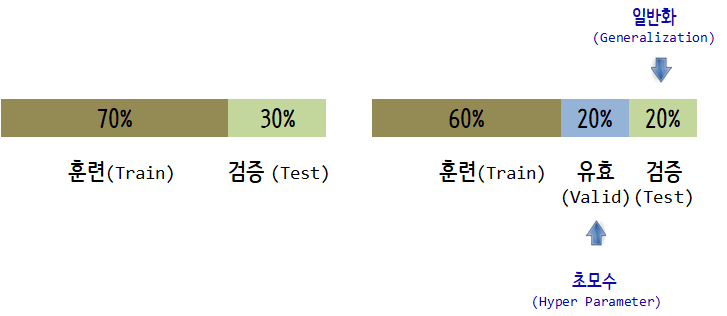 일반화
(Generalization)
70%
30%
60%
20%
20%
훈련(Train)
검증 (Test)
훈련(Train)
유효
(Valid)
검증
(Test)
초모수
(Hyper Parameter)